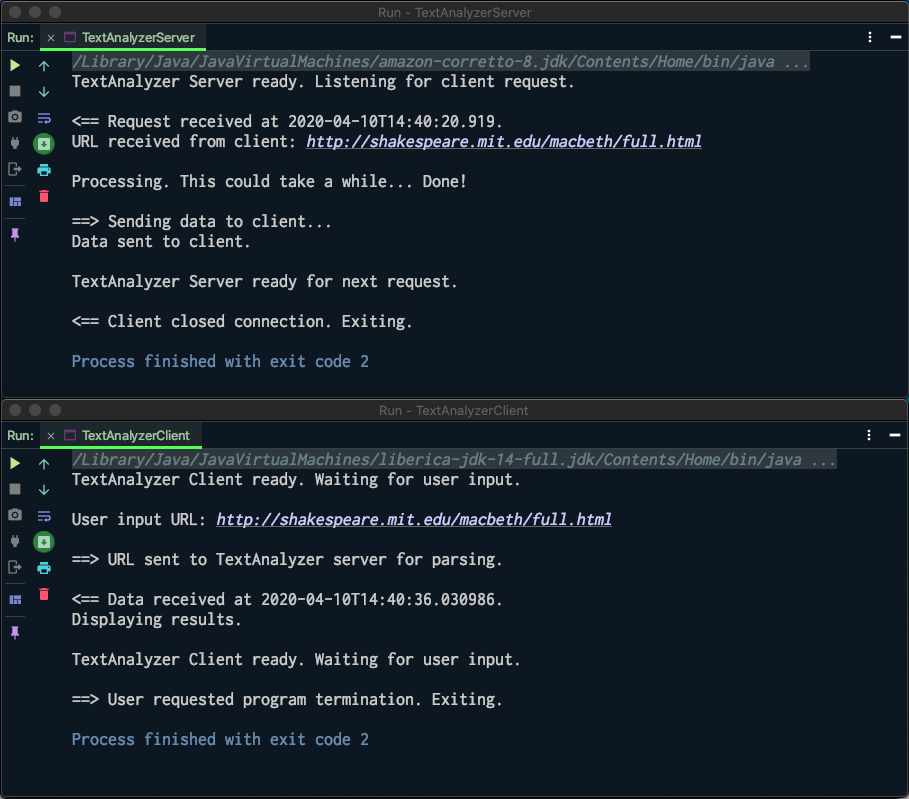 Run - TextAnalyzerServer
Run: × TextAnalyzerServer
/Library/Java/JavaVirtualMachines/amazon-corretto-8.jdk/Contents/Home/bin/java ...
TextAnalyzer Server ready. Listening for client request.
<== Request received at 2020-04-10T14:40:20.919.
URL received from client: http://shakespeare.mit.edu/macbeth/full.html
Processing. This could take a while... Done!
==> Sending data to client...
Data sent to client.
TextAnalyzer Server ready for next request.
<== Client closed connection. Exiting.
Process finished with exit code 2
Run - TextAnalyzerClient
Run: × TextAnalyzerClient
/Library/Java/JavaVirtualMachines/liberica-jdk-14-full.jdk/Contents/Home/bin/java ...
TextAnalyzer Client ready. Waiting for user input.
User input URL: http://shakespeare.mit.edu/macbeth/full.html
==> URL sent to TextAnalyzer server for parsing.
<== Data received at 2020-04-10T14:40:36.030986.
Displaying results.
TextAnalyzer Client ready. Waiting for user input.
==> User requested program termination. Exiting.
Process finished with exit code 2